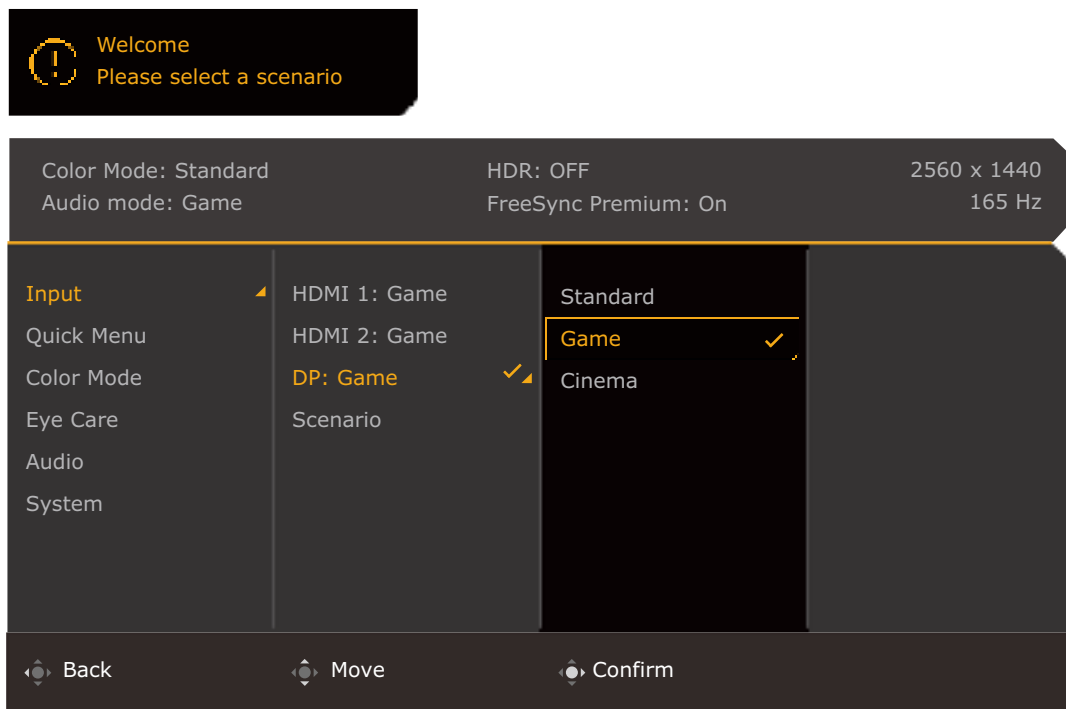 Welcome
Please select a scenario
Color Mode: Standard
HDR: OFF
2560 x 1440
Audio mode: Game
FreeSync Premium: On
165 Hz
Input
HDMI 1: Game
Standard
Quick Menu
HDMI 2: Game
Game
Color Mode
DP: Game
Cinema
Eye Care
Scenario
Audio
System
Back
Move
Confirm